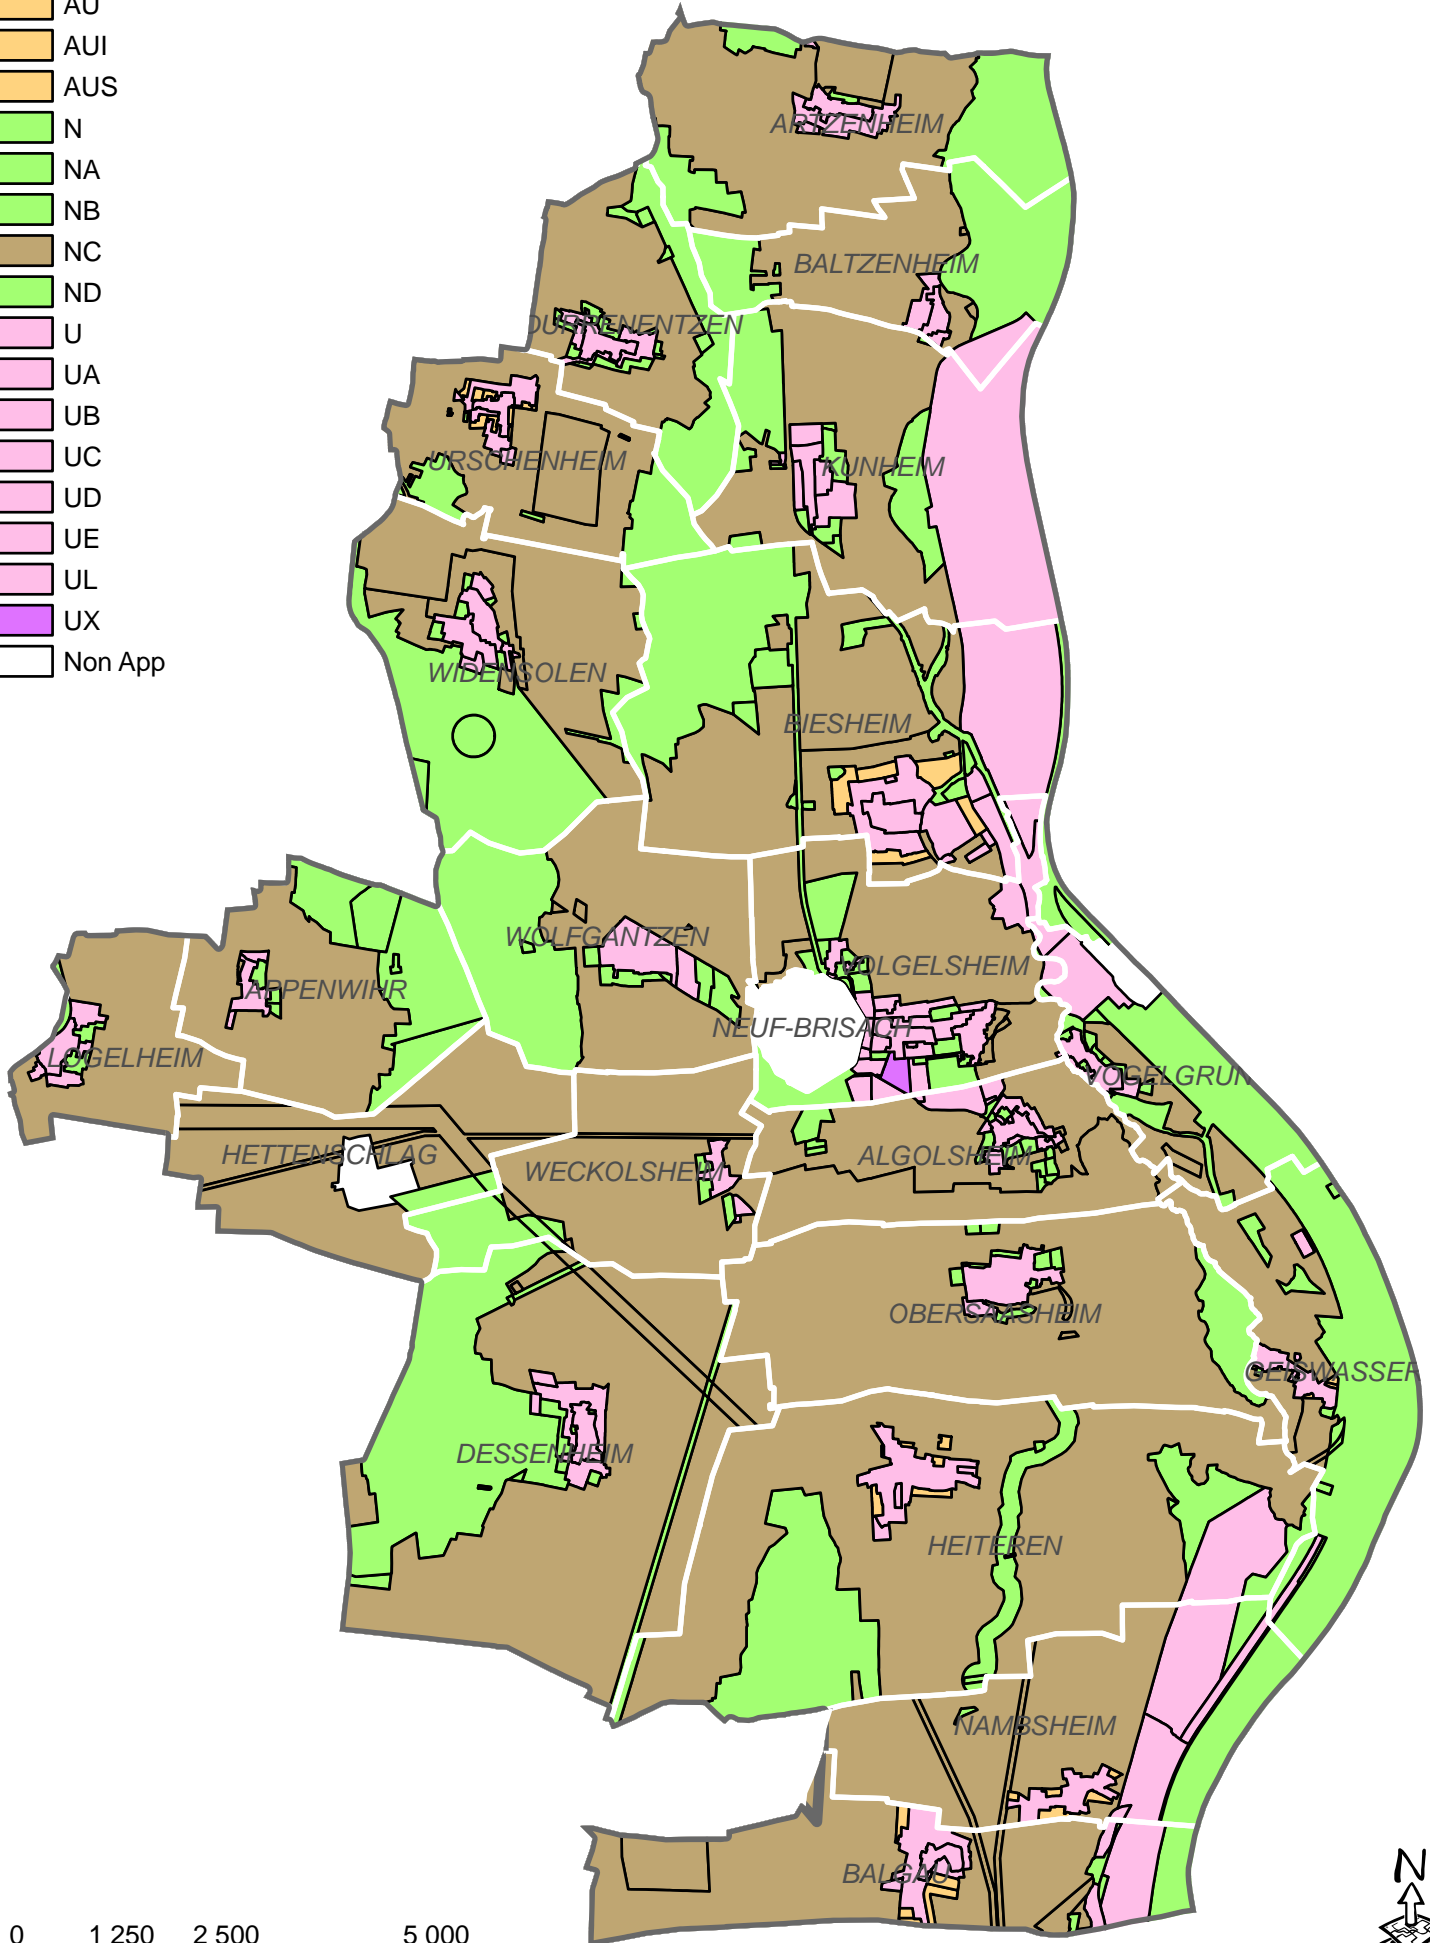 AU
AUI
AUS
N
NA
NB
NC
ND
U
UA
UB
UC
UD
UE
UL
UX
Non App
ARTZENHEIM
BALTZENHEIM
DURRENENTZEN
URSCHENHEIM
KUNHEIM
WIDENSOLEN
BIESHEIM
WOLFGANTZEN
VOLGELSHEIM
APPENWIHR
NEUF-BRISACH
LOGELHEIM
VOGELGRUN
HETTENSCHLAG
WECKOLSHEIM
ALGOLSHEIM
OBERSAASHEIM
GEISWASSER
DESSENHEIM
HEITEREN
NAMBSHEIM
BALGAU
N
0 1 250 2 500 5 000